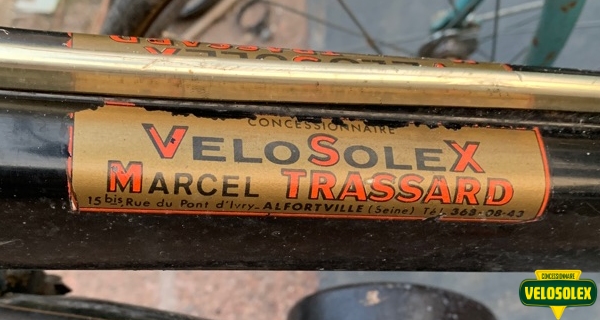 CONCESSIONNAIRE
VELOSOLEX
MARCEL TRASSARD
15 bis, Rue du Pont d'Ivry - ALFORTVILLE (Seine) Tél. 368-08-43
CONCESSIONNAIRE
VELOSOLEX